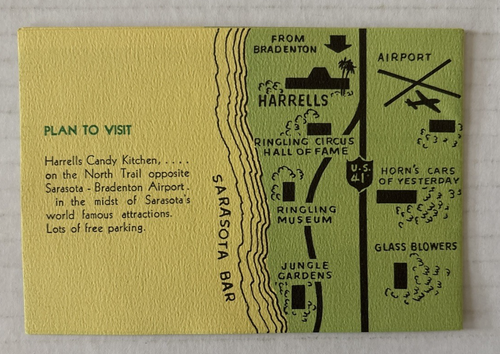 PLAN TO VISIT
Harrells Candy Kitchen, ....
on the North Trail opposite
Sarasota - Bradenton Airport.
in the midst of Sarasota's
world famous attractions.
Lots of free parking.
SARASOTA BAR
FROM
BRADENTON
HARRELLS
AIRPORT
RINGLING CIRCUS
HALL OF FAME
U.S.
41
HORN'S CARS
OF YESTERDAY
RINGLING
MUSEUM
GLASS BLOWERS
JUNGLE
GARDENS